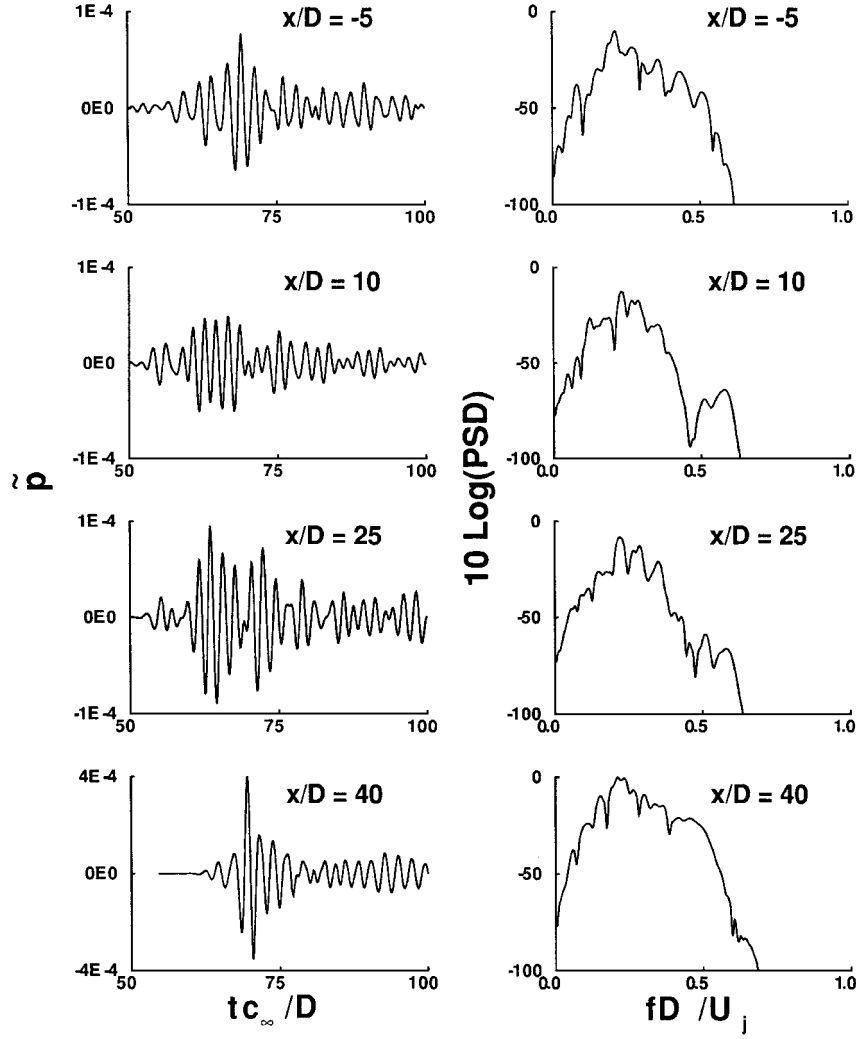 1E-4
x/D = -5
0E0
-1E-4
50
75
100
0
x/D = -5
-50
-100
0.0
0.5
1.0
1E-4
x/D = 10
0E0
-1E-4
50
75
100
0
x/D = 10
-50
-100
0.0
0.5
1.0
p̃
10 Log(PSD)
1E-4
x/D = 25
0E0
-1E-4
50
75
100
0
x/D = 25
-50
-100
0.0
0.5
1.0
4E-4
x/D = 40
0E0
-4E-4
50
75
100
0
x/D = 40
-50
-100
0.0
0.5
1.0
t c∞ /D
fD /U j